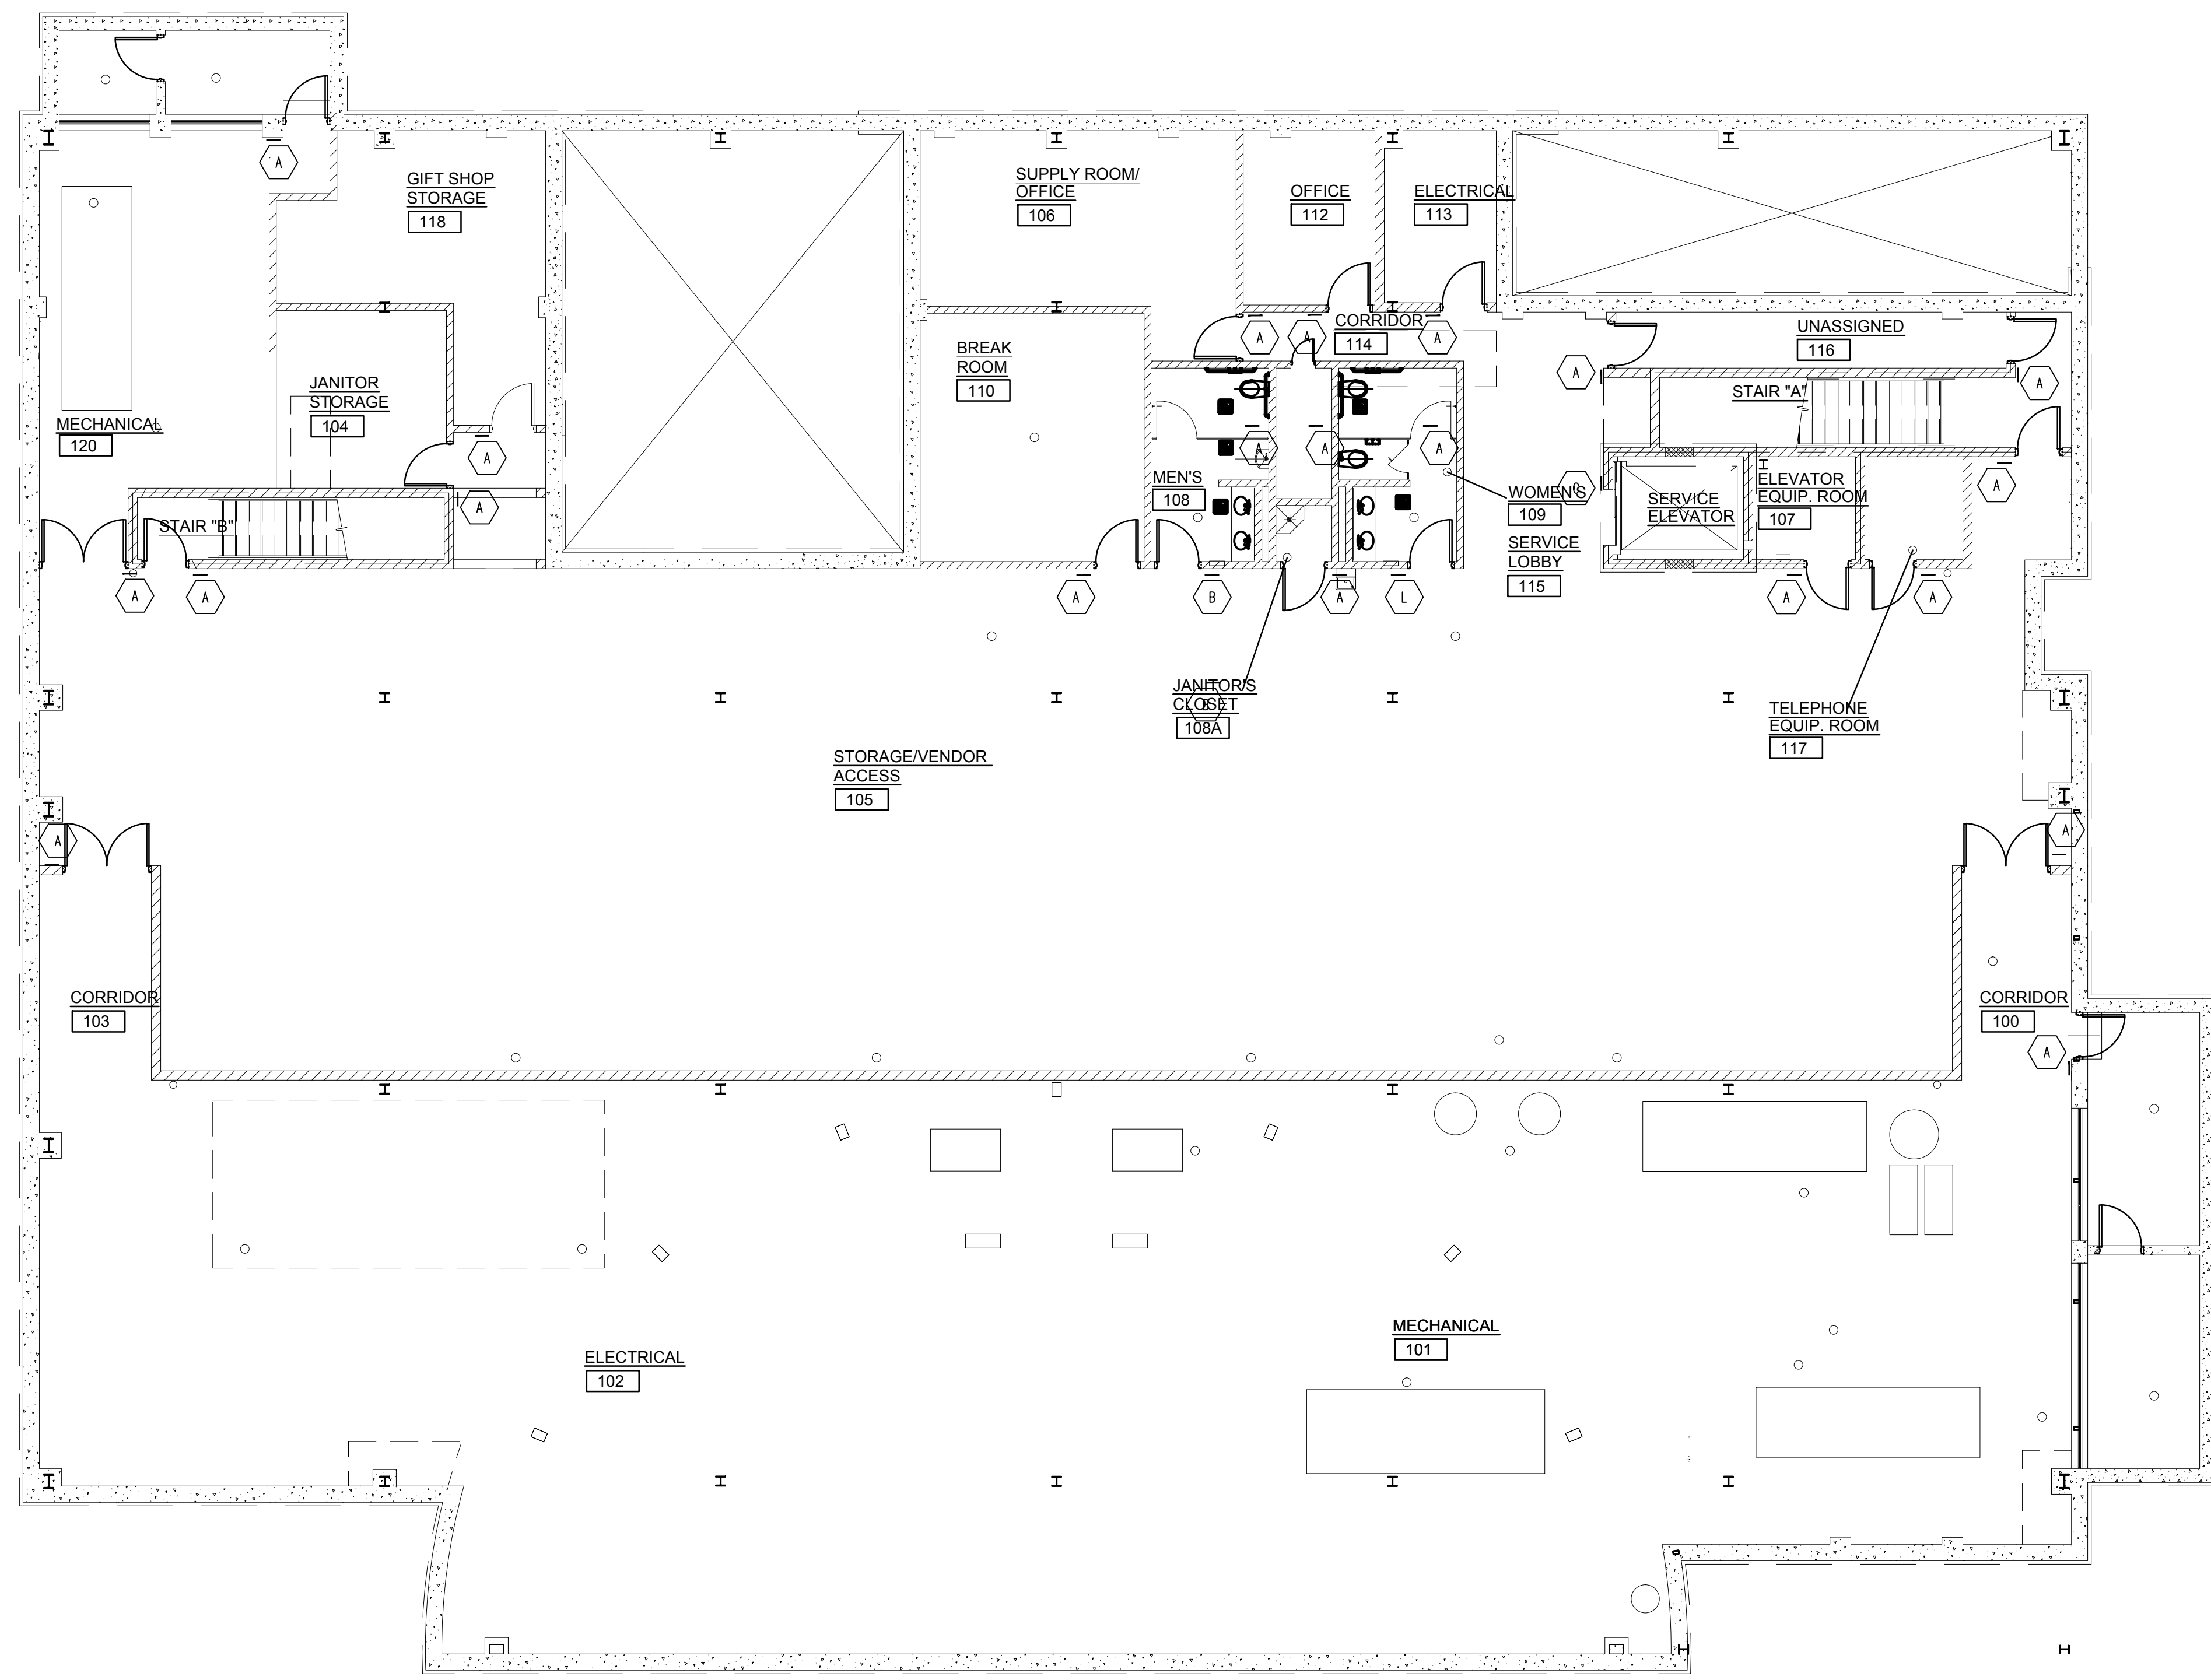 A
GIFT SHOP
STORAGE
118
SUPPLY ROOM/
OFFICE
106
OFFICE
112
ELECTRICAL
113
MECHANICAL
120
JANITOR
STORAGE
104
BREAK
ROOM
110
A
A
CORRIDOR
114
A
UNASSIGNED
116
A
A
STAIR "A"
A
A
A
A
A
STAIR "B"
MEN'S
108
WOMEN'S
109
C
SERVICE
LOBBY
115
SERVICE
ELEVATOR
ELEVATOR
EQUIP. ROOM
107
A
A
A
A
B
A
L
A
A
JANITOR'S
CLOSET
108A
B
TELEPHONE
EQUIP. ROOM
117
STORAGE/VENDOR
ACCESS
105
A
A
CORRIDOR
103
CORRIDOR
100
A
ELECTRICAL
102
MECHANICAL
101